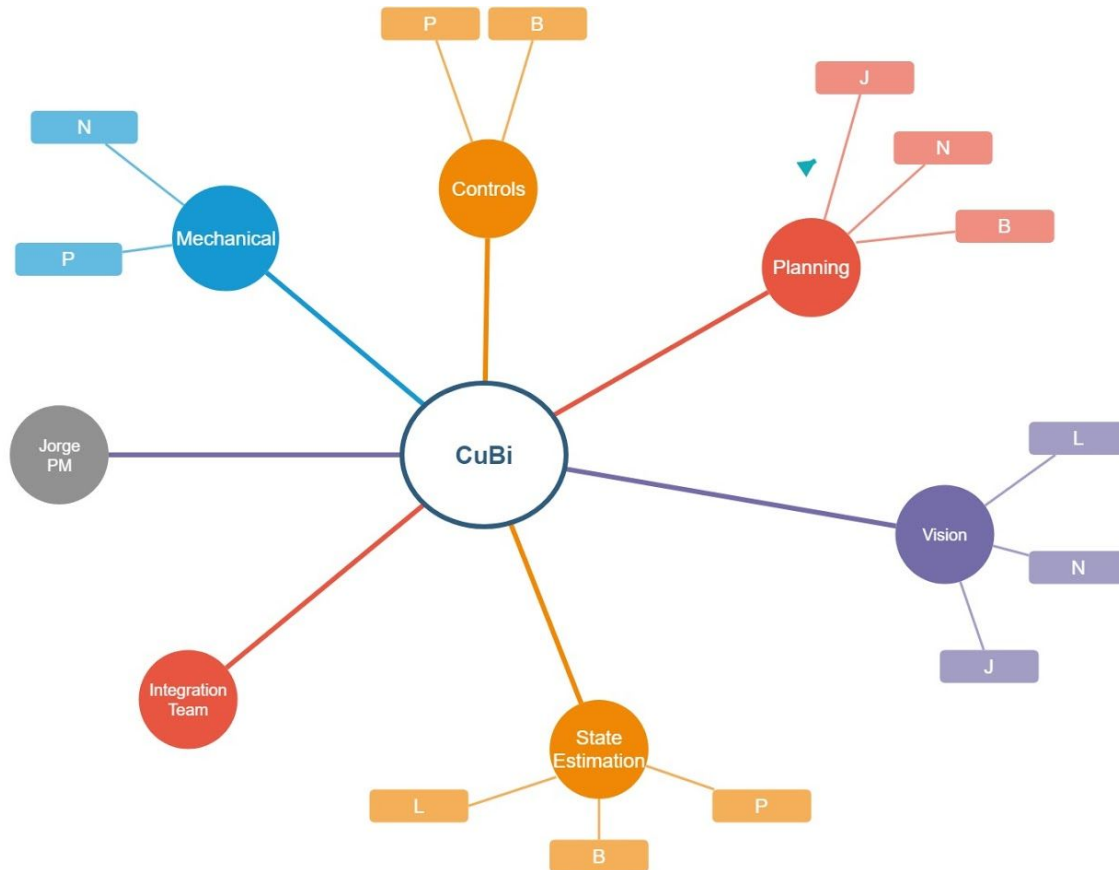 P
B
Controls
J
N
B
Planning
N
P
Mechanical
CuBi
Jorge
PM
L
N
J
Vision
Integration
Team
State
Estimation
L
B
P